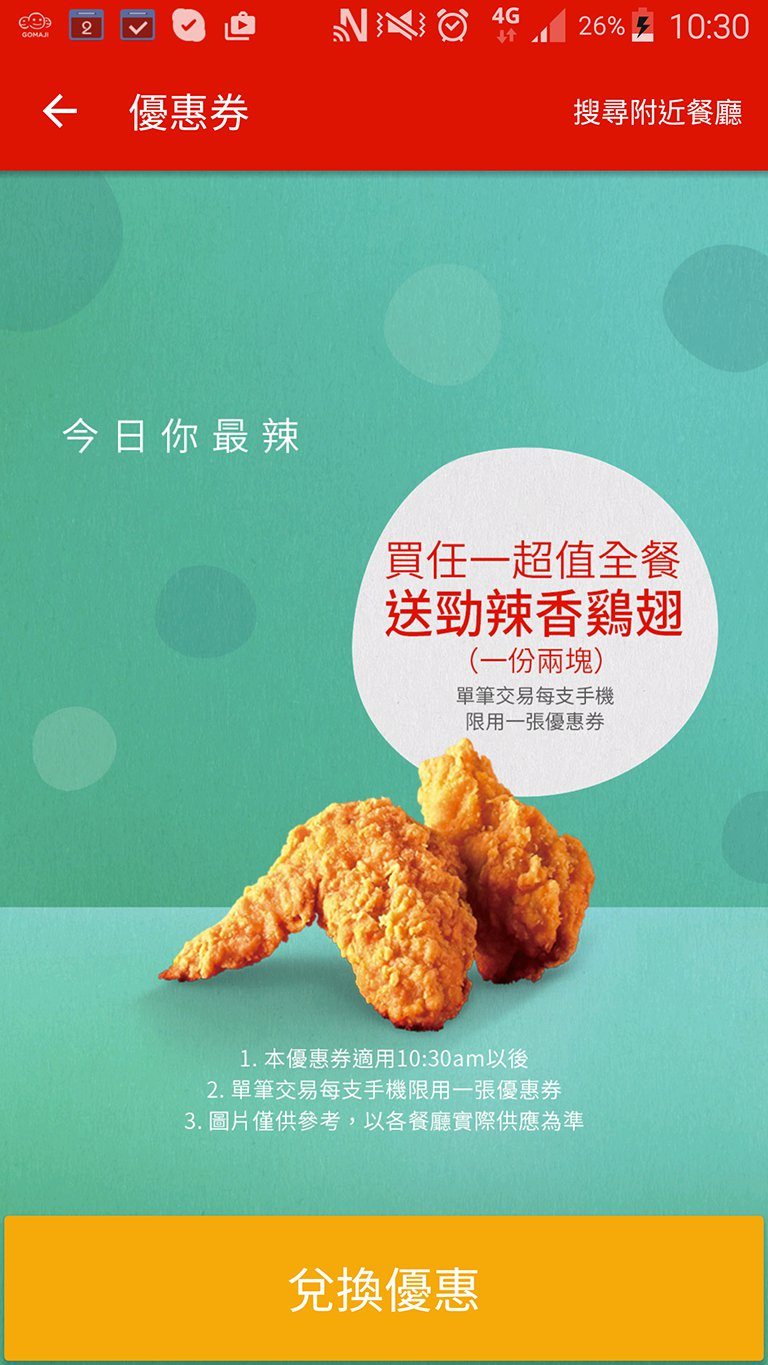 GOMAJI 2 4G 26% 10:30
優惠券 搜尋附近餐廳
今日你最辣
買任一超值全餐
送勁辣香鷄翅
(一份兩塊)
單筆交易每支手機
限用一張優惠券
1. 本優惠券適用10:30am以後
2. 單筆交易每支手機限用一張優惠券
3. 圖片僅供參考，以各餐廳實際供應為準
兌換優惠